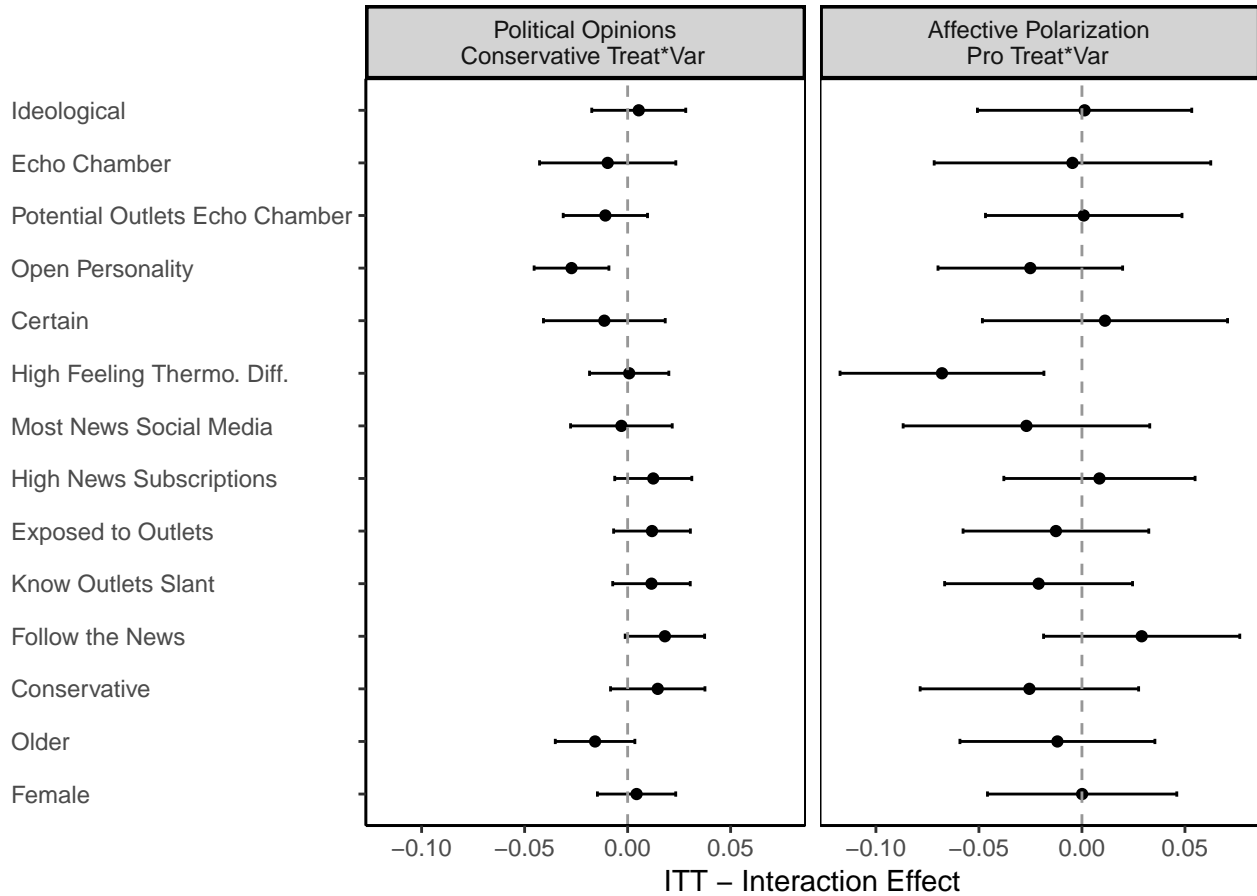 Political Opinions
Conservative Treat*Var
Affective Polarization
Pro Treat*Var
Ideological
Echo Chamber
Potential Outlets Echo Chamber
Open Personality
Certain
High Feeling Thermo. Diff.
Most News Social Media
High News Subscriptions
Exposed to Outlets
Know Outlets Slant
Follow the News
Conservative
Older
Female
−0.10 −0.05 0.00 0.05 −0.10 −0.05 0.00 0.05
ITT − Interaction Effect